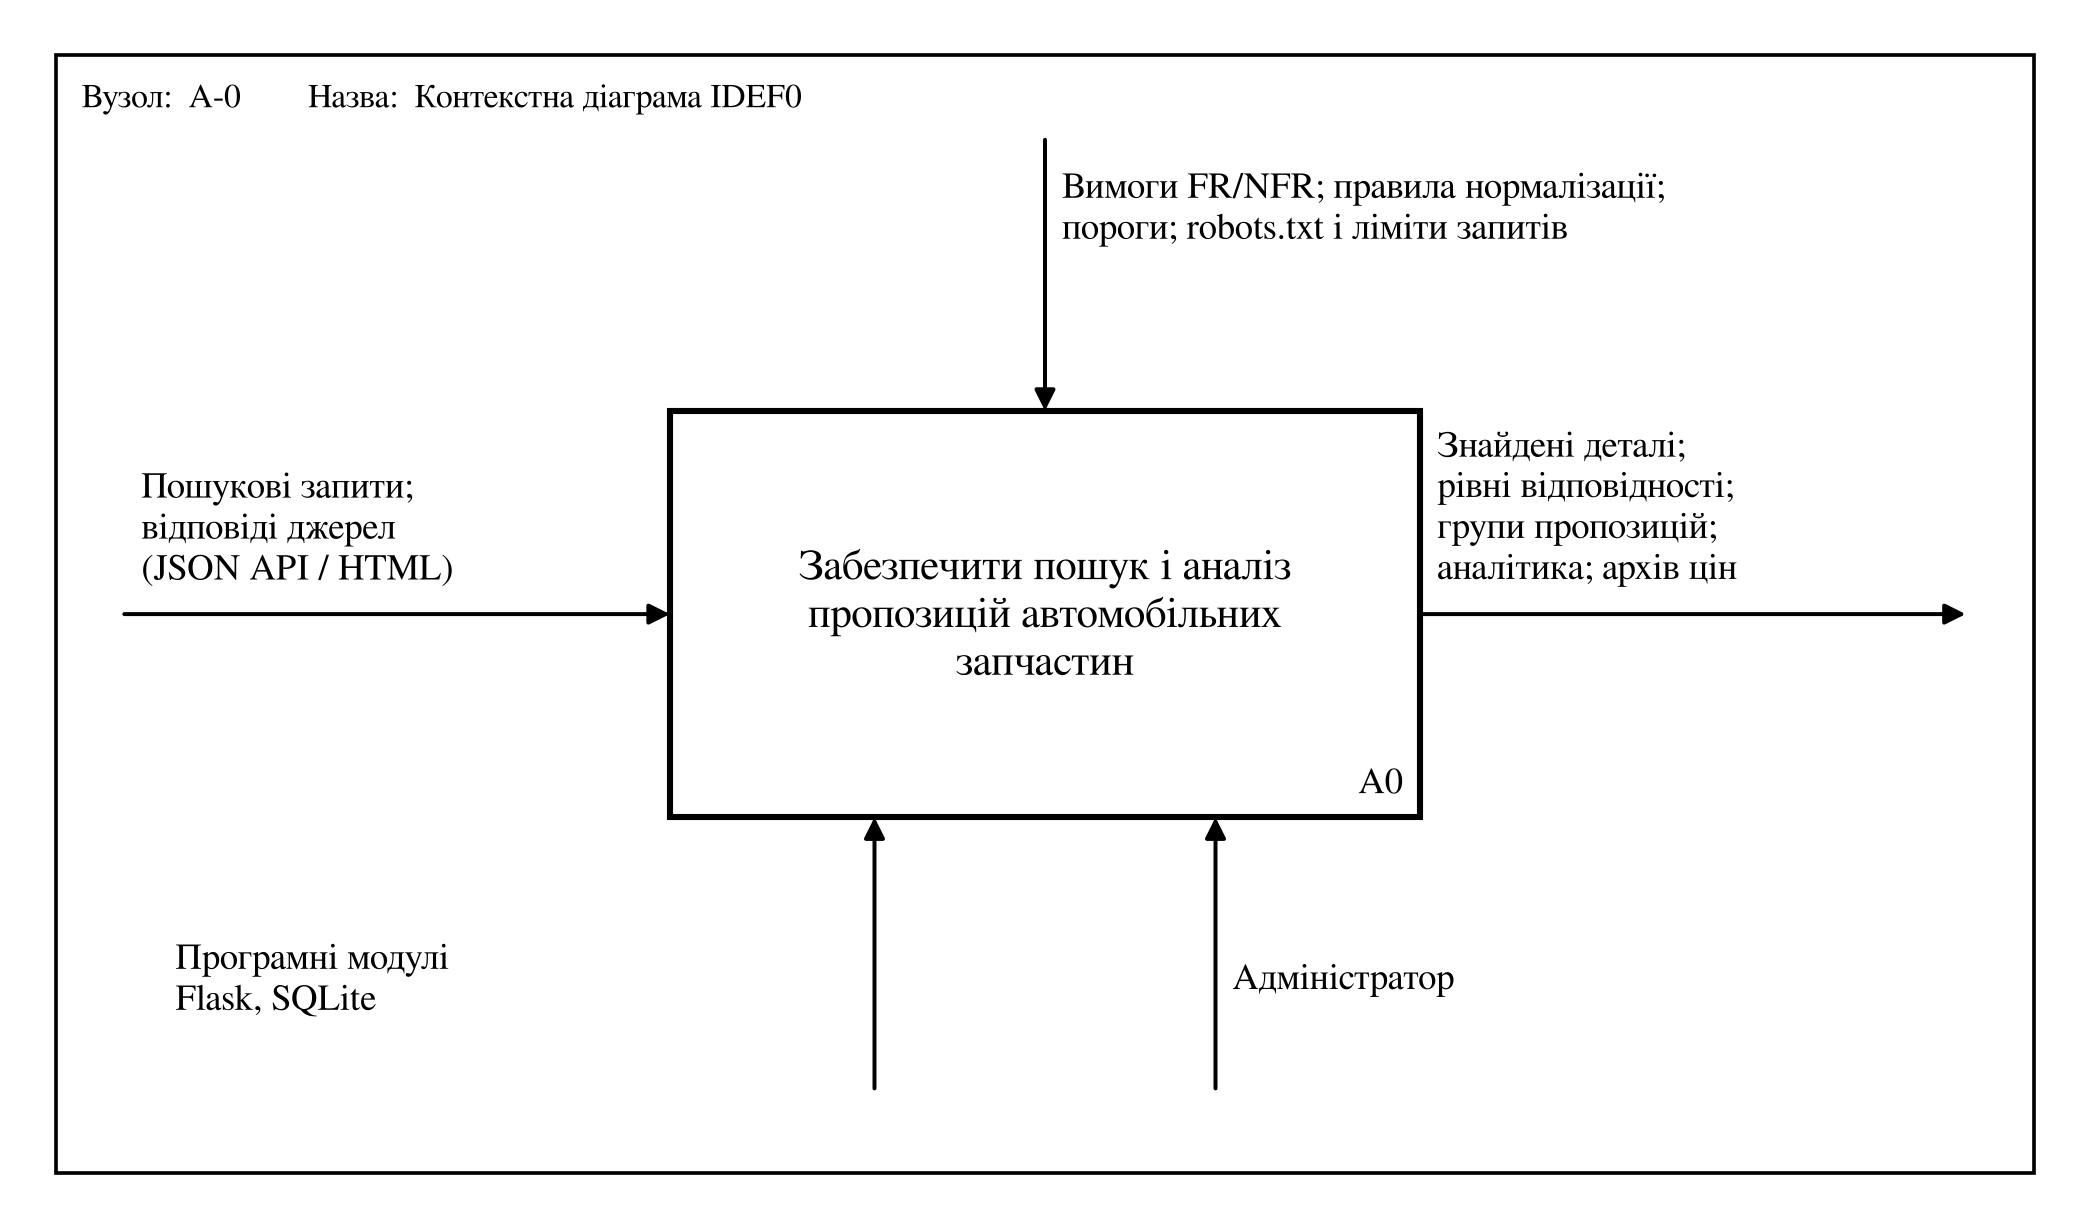 Вузол: A-0 Назва: Контекстна діаграма IDEF0
Вимоги FR/NFR; правила нормалізації;
пороги; robots.txt і ліміти запитів
Пошукові запити;
відповіді джерел
(JSON API / HTML)
Забезпечити пошук і аналіз
пропозицій автомобільних
запчастин
A0
Знайдені деталі;
рівні відповідності;
групи пропозицій;
аналітика; архів цін
Програмні модулі
Flask, SQLite
Адміністратор